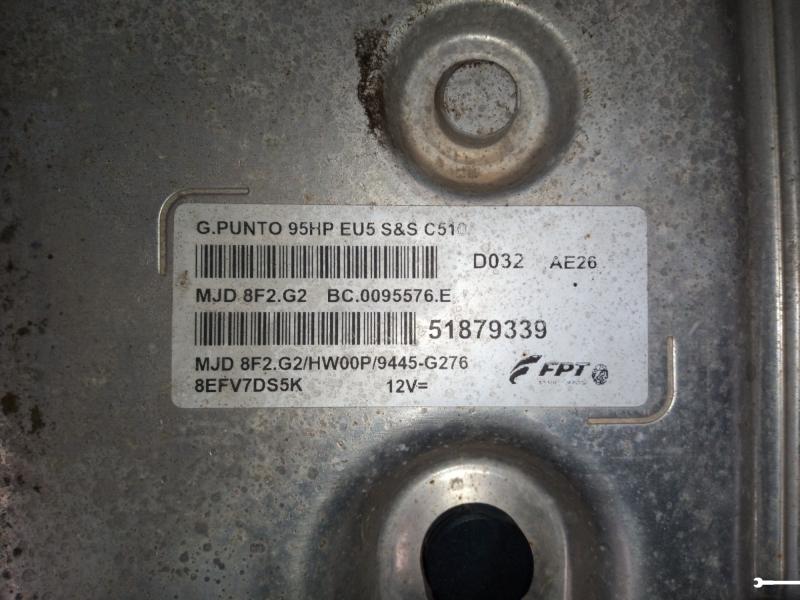 G.PUNTO 95HP EU5 S&S C510
D032 AE26
MJD 8F2.G2 BC.0095576.E
51879339
MJD 8F2.G2/HW00P/9445-G276
FPT
8EFV7DS5K 12V=